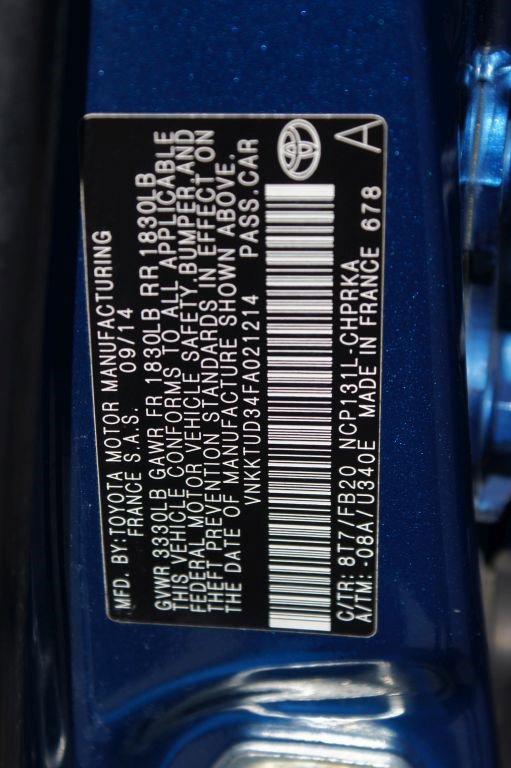 MFD. BY:TOYOTA MOTOR MANUFACTURING
FRANCE S.A.S. 09/14
GVWR 3330LB GAWR FR 1830LB RR 1830LB
THIS VEHICLE CONFORMS TO ALL APPLICABLE
FEDERAL MOTOR VEHICLE SAFETY, BUMPER, AND
THEFT PREVENTION STANDARDS IN EFFECT ON
THE DATE OF MANUFACTURE SHOWN ABOVE.
VNKKTUD34FA021214 PASS.CAR
C/TR: 8T7/FB20 NCP131L-CHPRKA
A/TM: -08A/U340E MADE IN FRANCE 678
A